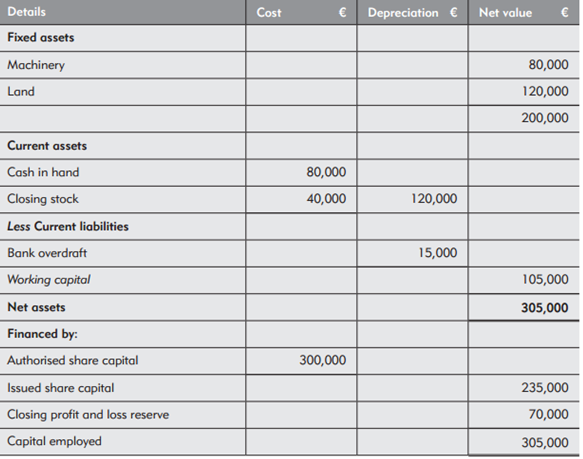 Details Cost € Depreciation € Net value €
Fixed assets
Machinery 80,000
Land 120,000
200,000
Current assets
Cash in hand 80,000
Closing stock 40,000 120,000
Less Current liabilities
Bank overdraft 15,000
Working capital 105,000
Net assets 305,000
Financed by:
Authorised share capital 300,000
Issued share capital 235,000
Closing profit and loss reserve 70,000
Capital employed 305,000